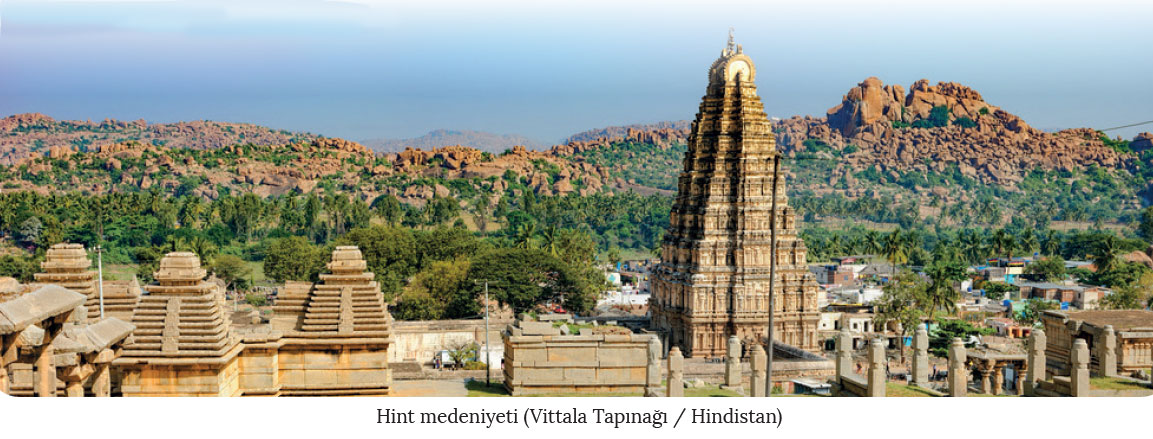 Hint medeniyeti (Vittala Tapınağı / Hindistan)